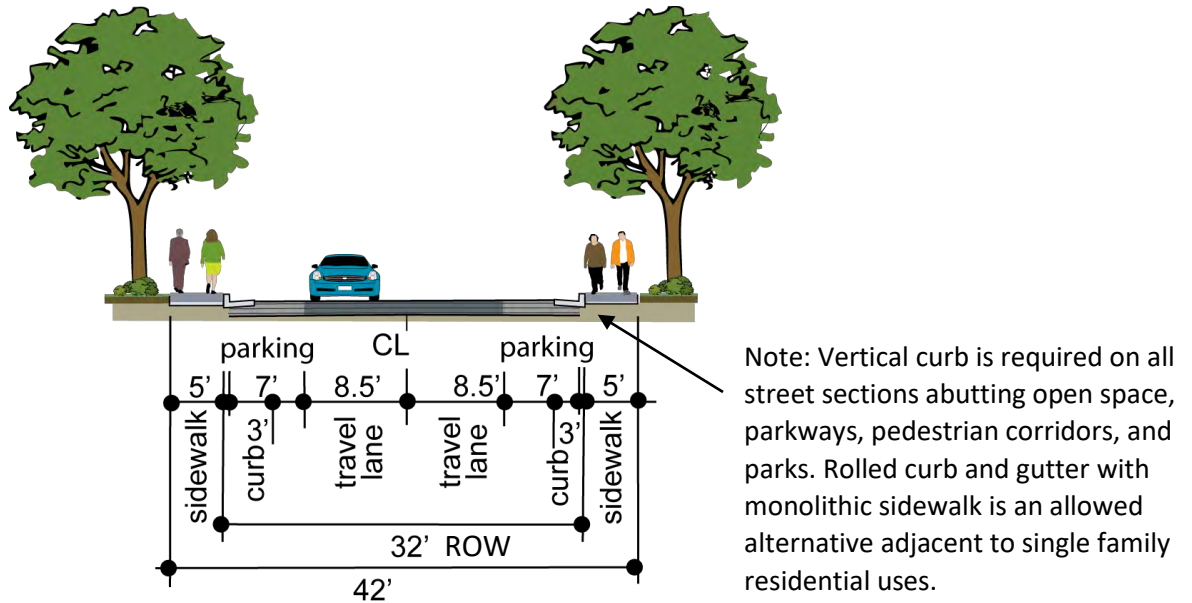 parking CL parking
5’ 7’ 8.5’ 8.5’ 7’ 5’
3’ 3’
sidewalk curb travel lane travel lane curb sidewalk
32’ ROW
42’
Note: Vertical curb is required on all
street sections abutting open space,
parkways, pedestrian corridors, and
parks. Rolled curb and gutter with
monolithic sidewalk is an allowed
alternative adjacent to single family
residential uses.